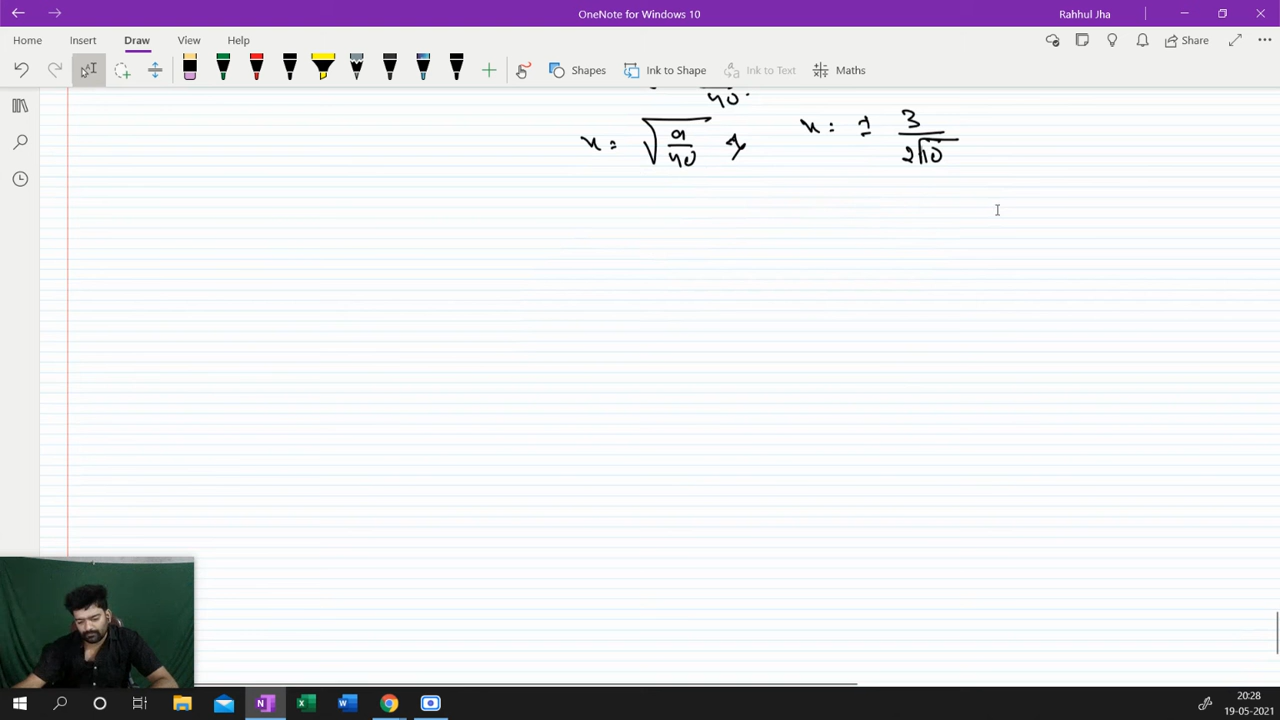 OneNote for Windows 10
Rahhul Jha
Home Insert Draw View Help
Share
Shapes Ink to Shape Ink to Text Maths
40.
x = √(9/40)
x = ± 3/(2√10)
20:28
19-05-2021